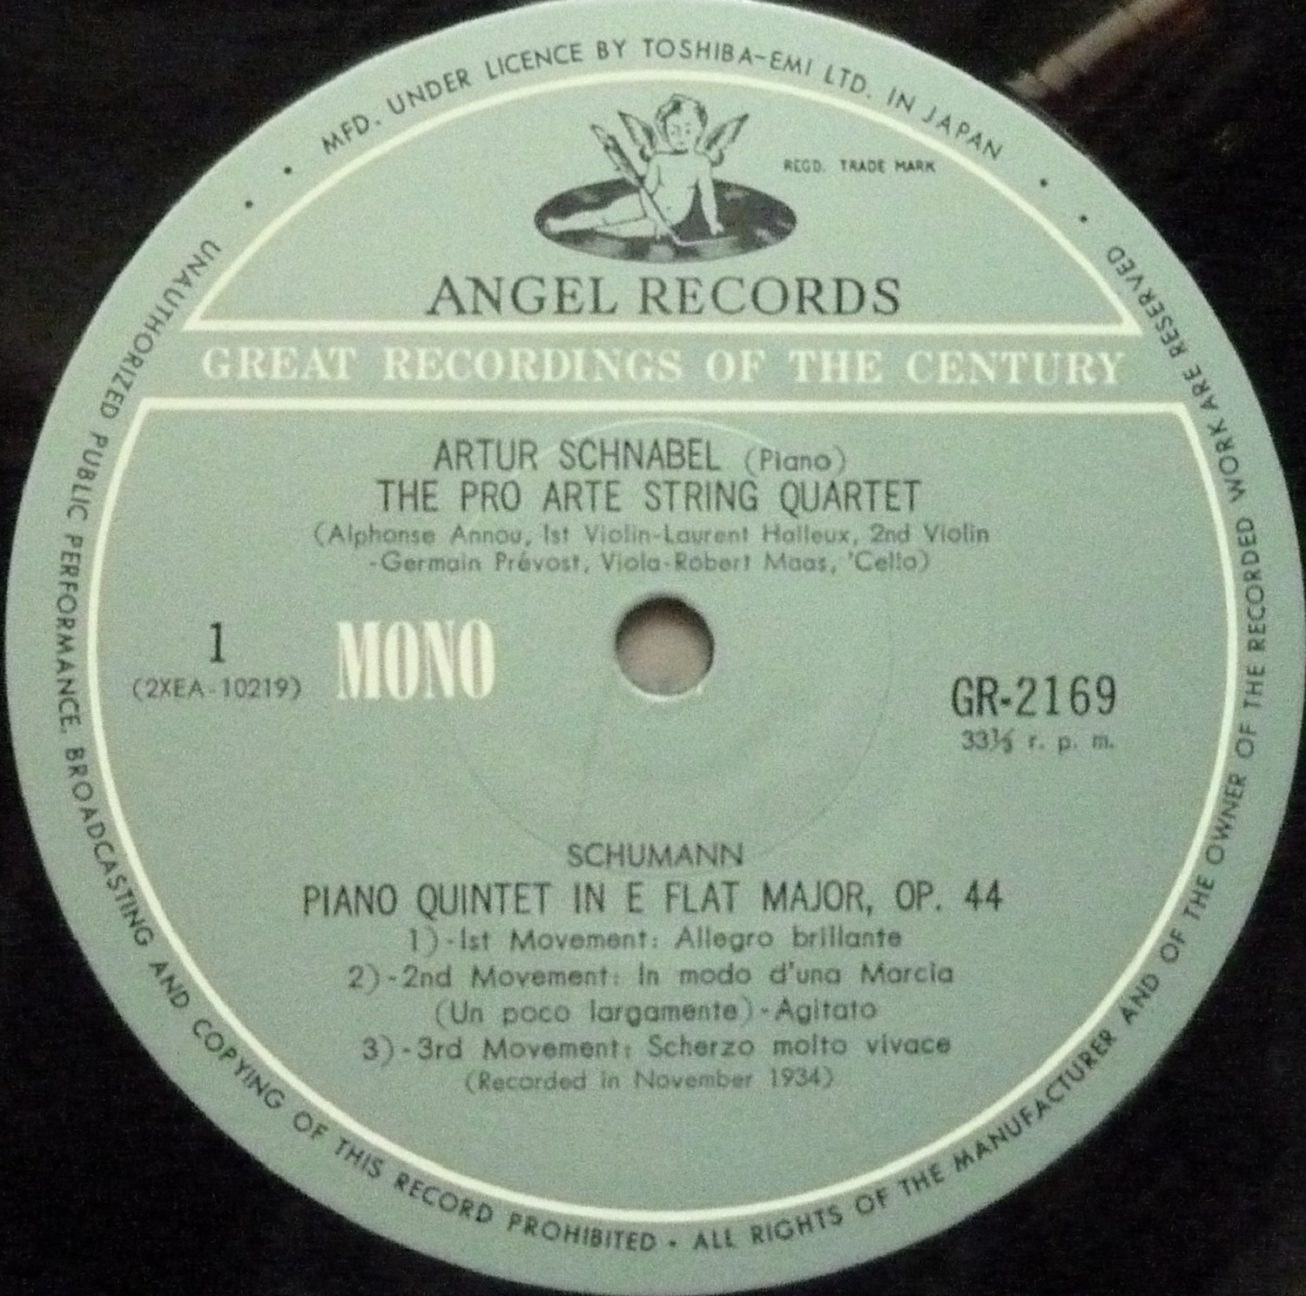 MFD. UNDER LICENCE BY TOSHIBA-EMI LTD. IN JAPAN
REGD. TRADE MARK
ANGEL RECORDS
GREAT RECORDINGS OF THE CENTURY
ARTUR SCHNABEL (Piano)
THE PRO ARTE STRING QUARTET
(Alphonse Annou, 1st Violin-Laurent Halleux, 2nd Violin
-Germain Prévost, Viola-Robert Maas, 'Cello)
1
(2XEA-10219)
MONO
GR-2169
33⅓ r. p. m.
SCHUMANN
PIANO QUINTET IN E FLAT MAJOR, OP. 44
1)-1st Movement: Allegro brillante
2)-2nd Movement: In modo d'una Marcia
(Un poco largamente)-Agitato
3)-3rd Movement: Scherzo molto vivace
(Recorded in November 1934)
UNAUTHORIZED PUBLIC PERFORMANCE, BROADCASTING AND COPYING OF THIS RECORD PROHIBITED • ALL RIGHTS OF THE MANUFACTURER AND OF THE OWNER OF THE RECORDED WORK ARE RESERVED